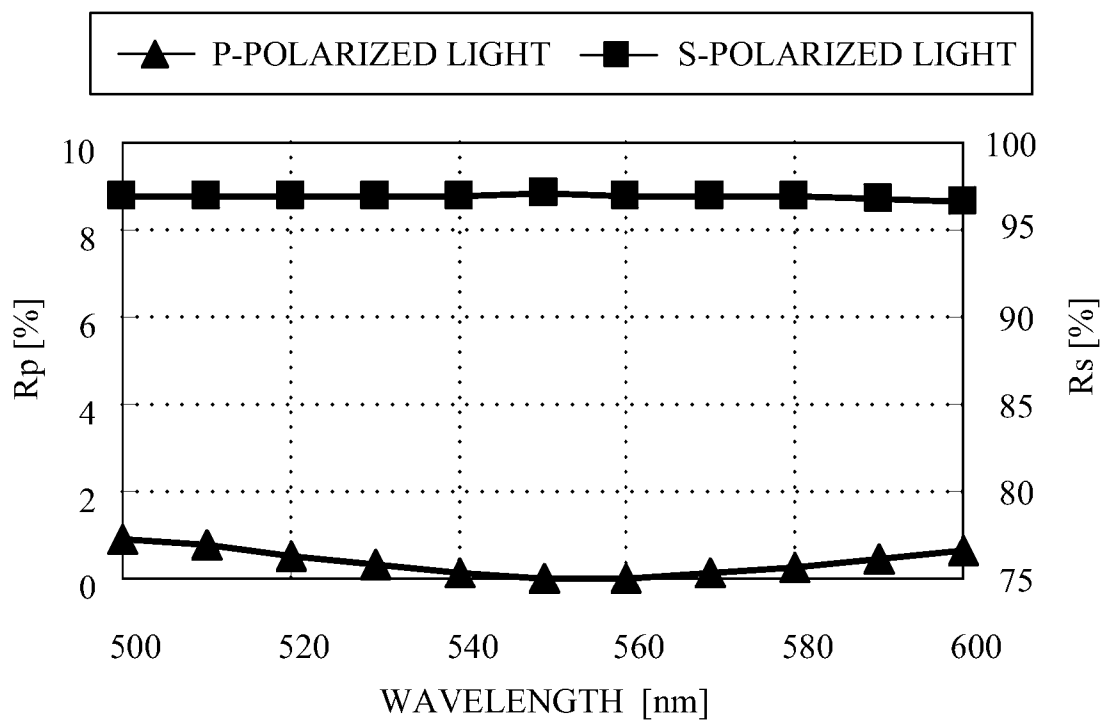 P-POLARIZED LIGHT S-POLARIZED LIGHT
10 100
8 95
6 90
4 85
2 80
0 75
Rp [%]
Rs [%]
500 520 540 560 580 600
WAVELENGTH [nm]